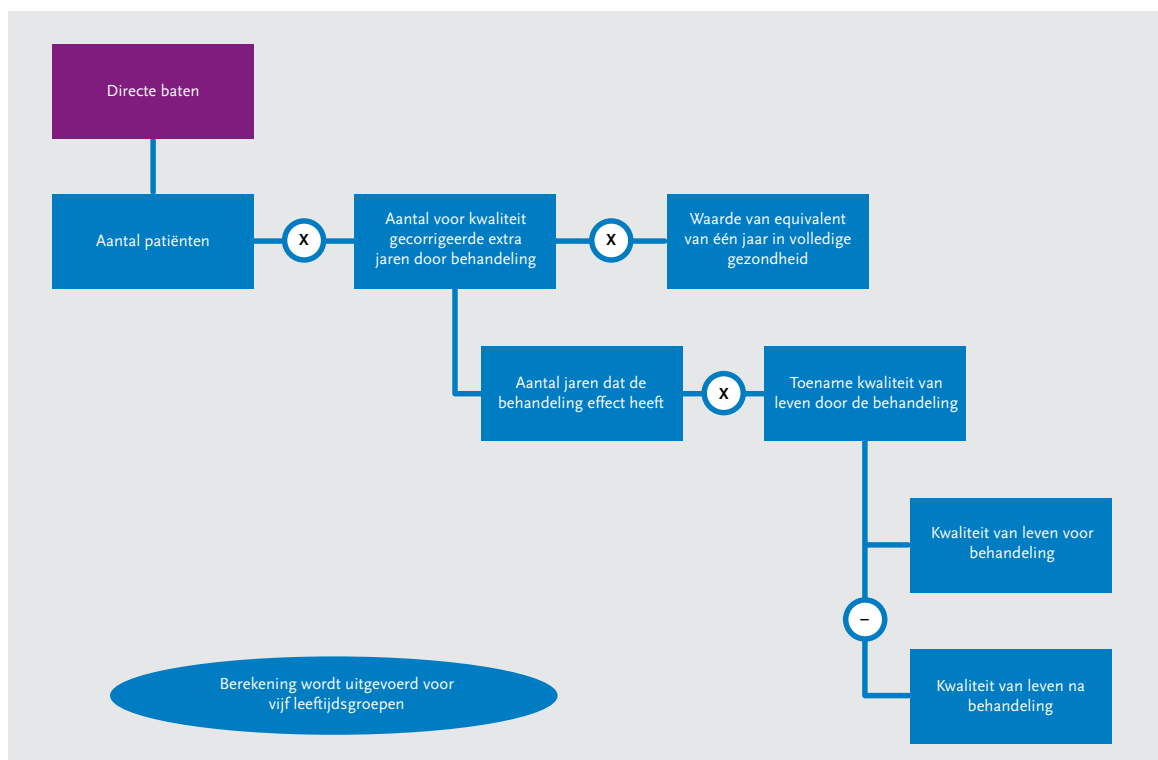 Directe baten
Aantal patiënten
X
Aantal voor kwaliteit
gecorrigeerde extra
jaren door behandeling
X
Waarde van equivalent
van één jaar in volledige
gezondheid
Aantal jaren dat de
behandeling effect heeft
X
Toename kwaliteit van
leven door de behandeling
Kwaliteit van leven voor
behandeling
–
Kwaliteit van leven na
behandeling
Berekening wordt uitgevoerd voor
vijf leeftijdsgroepen